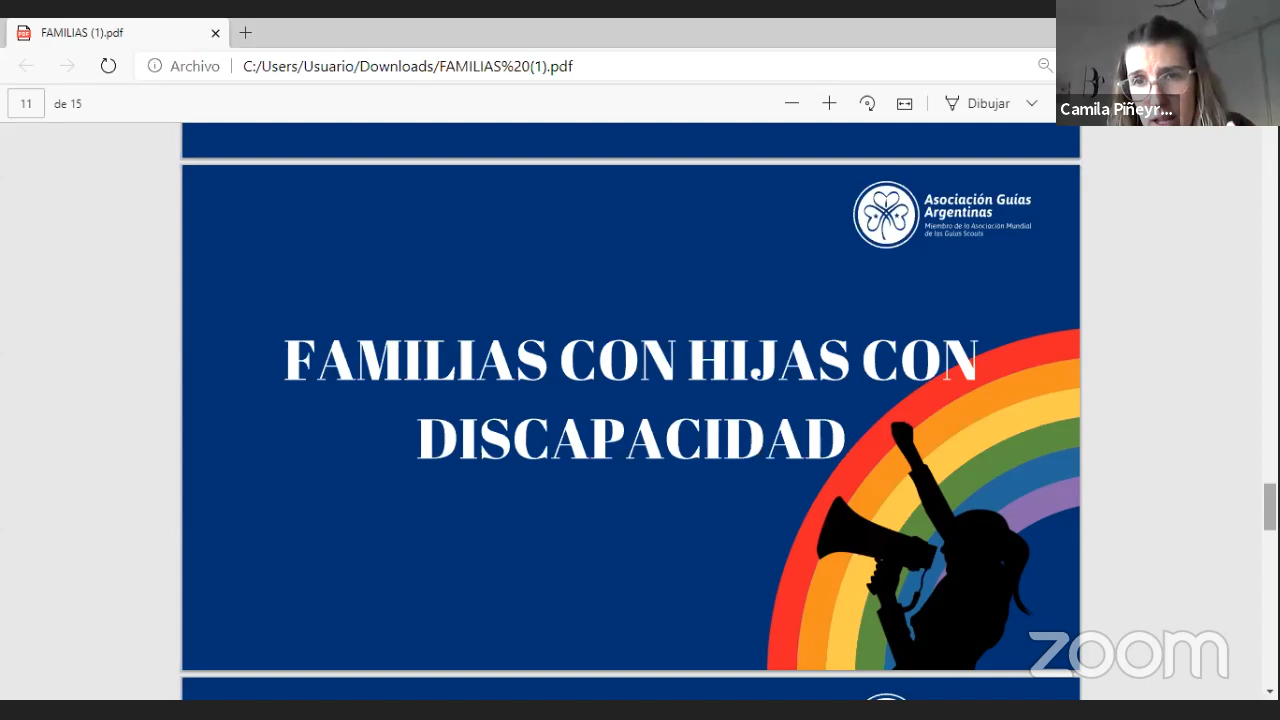 FAMILIAS (1).pdf
Archivo
C:/Users/Usuario/Downloads/FAMILIAS%20(1).pdf
11 de 15
Dibujar
Camila Piñeyr...
Asociación Guías
Argentinas
Miembro de la Asociación Mundial
de las Guías Scouts
FAMILIAS CON HIJAS CON
DISCAPACIDAD
zoom